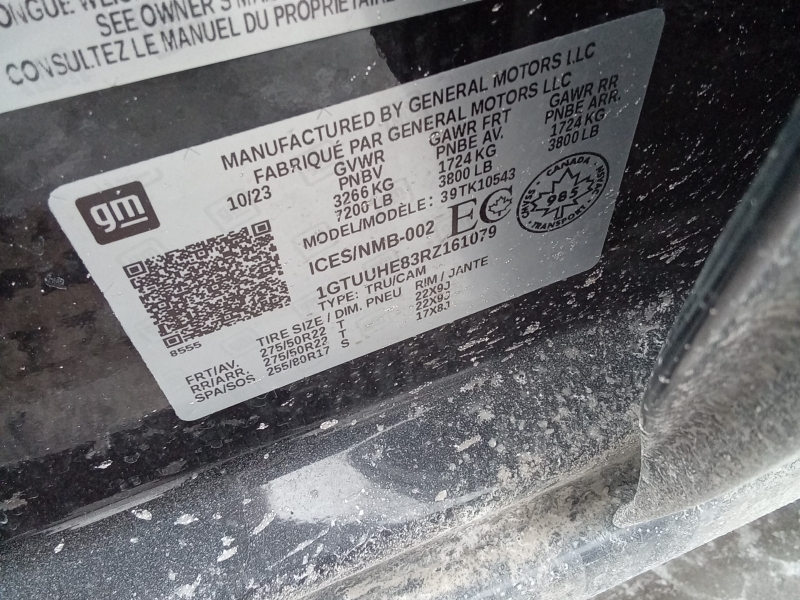 SEE OWNER'S
CONSULTEZ LE MANUEL DU PROPRIÉTAIRE
gm
MANUFACTURED BY GENERAL MOTORS LLC
FABRIQUÉ PAR GENERAL MOTORS LLC
10/23 GVWR GAWR FRT GAWR RR
PNBV PNBE AV. PNBE ARR.
3266 KG 1724 KG 1724 KG
7200 LB 3800 LB 3800 LB
MODEL/MODÈLE: 39TK10543
ICES/NMB-002 EC
CANADA
985
TRANSPORT
1GTUUHE83RZ161079
TYPE: TRU/CAM
8555
TIRE SIZE / DIM. PNEU RIM / JANTE
FRT/AV. 275/50R22 T 22X9J
RR/ARR. 275/50R22 T 22X9J
SPA/SOS 255/80R17 S 17X8J